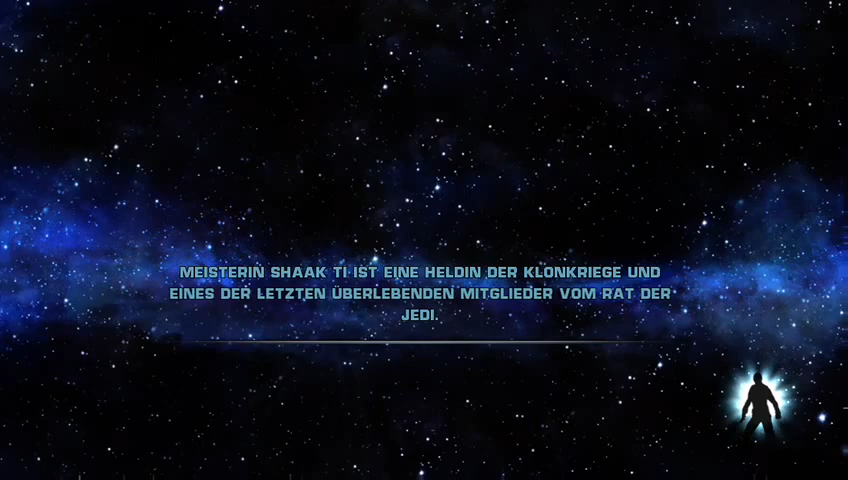 MEISTERIN SHAAK TI IST EINE HELDIN DER KLONKRIEGE UND
EINES DER LETZTEN ÜBERLEBENDEN MITGLIEDER VOM RAT DER
JEDI.